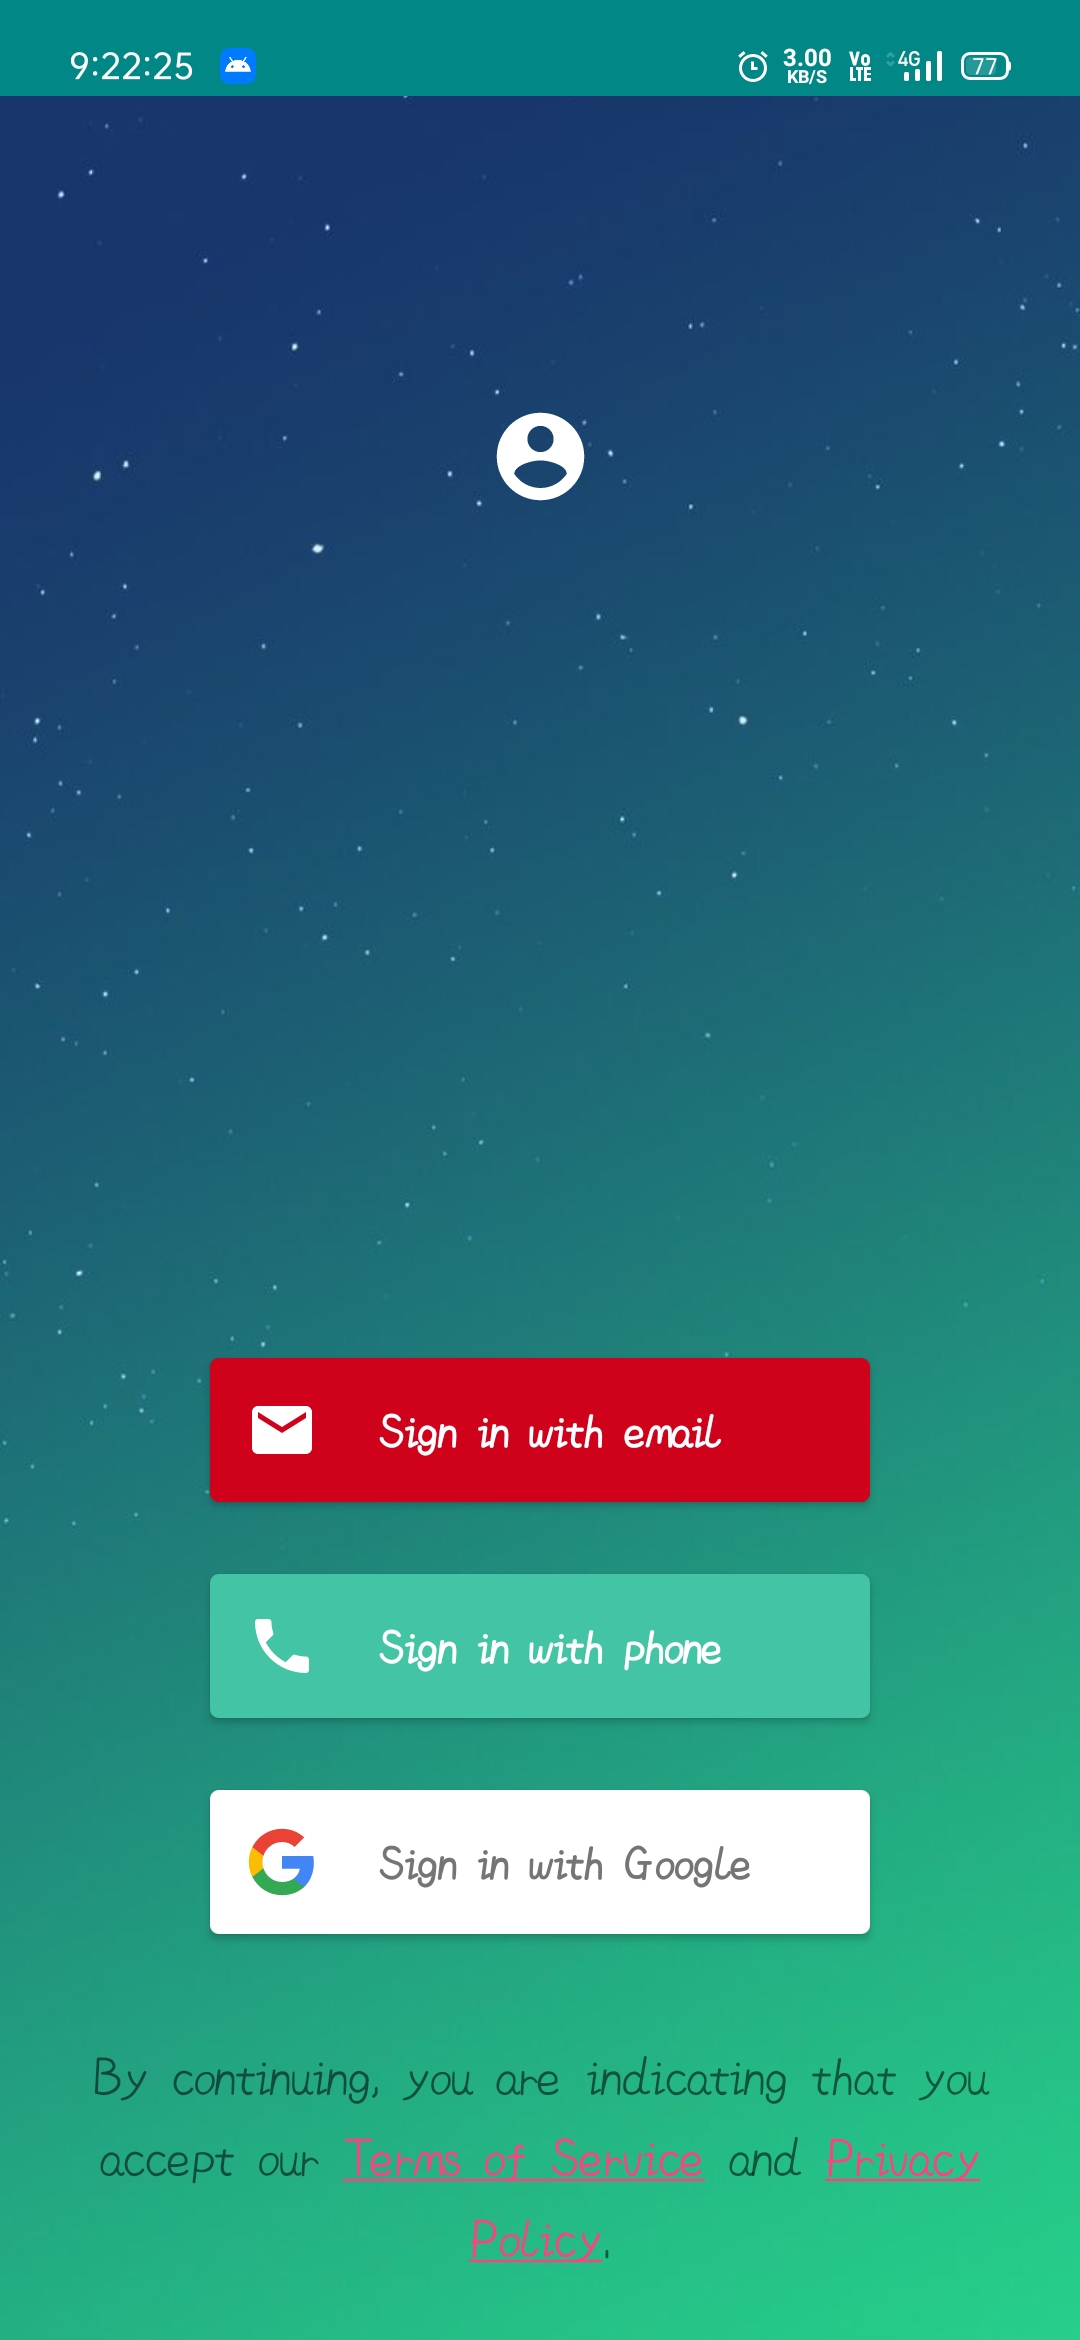 9:22:25 3.00 KB/S Vo LTE 4G 77
Sign in with email
Sign in with phone
Sign in with Google
By continuing, you are indicating that you
accept our Terms of Service and Privacy
Policy.